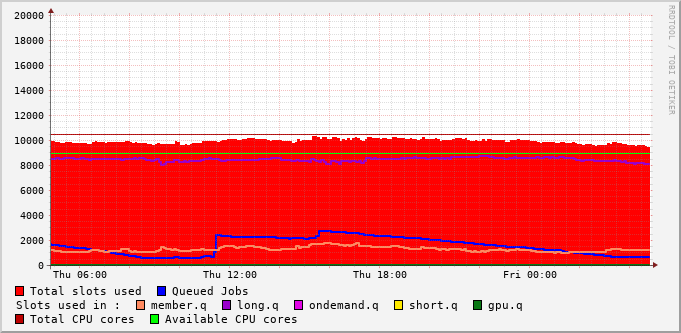 20000
18000
16000
14000
12000
10000
8000
6000
4000
2000
0
Thu 06:00 Thu 12:00 Thu 18:00 Fri 00:00
RRDTOOL / TOBI OETIKER
Total slots used Queued Jobs
Slots used in : member.q long.q ondemand.q short.q gpu.q
Total CPU cores Available CPU cores